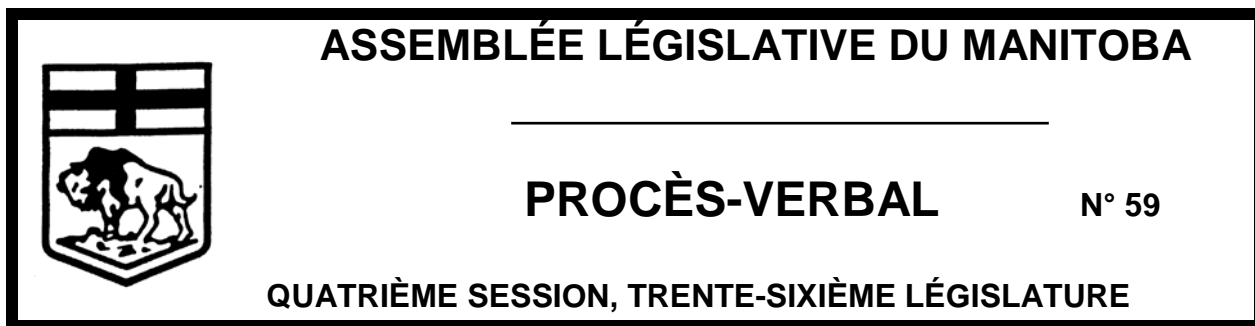 ASSEMBLÉE LÉGISLATIVE DU MANITOBA
PROCÈS-VERBAL N° 59
QUATRIÈME SESSION, TRENTE-SIXIÈME LÉGISLATURE